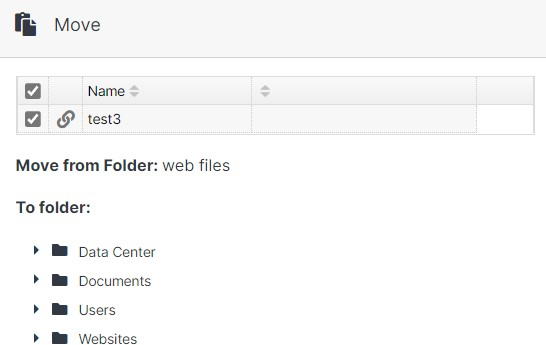 Move
Name
test3
Move from Folder: web files
To folder:
Data Center
Documents
Users
Websites